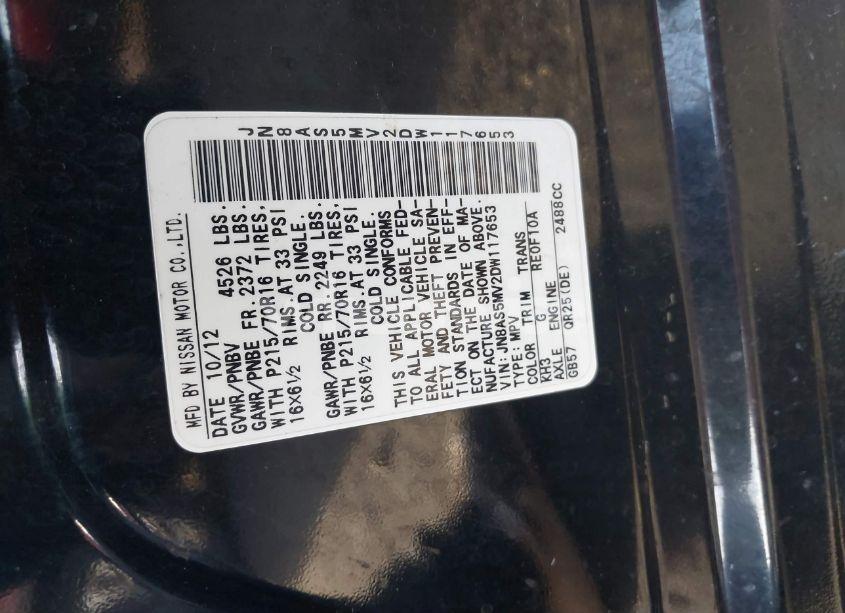 MFD BY NISSAN MOTOR CO.,LTD.
DATE 10/12
GVWR/PNBV 4526 LBS.
GAWR/PNBE FR. 2372 LBS.
WITH P215/70R16 TIRES,
16X6½ RIMS.AT 33 PSI
COLD SINGLE.
GAWR/PNBE RR. 2249 LBS.
WITH P215/70R16 TIRES,
16X6½ RIMS.AT 33 PSI
COLD SINGLE.
THIS VEHICLE CONFORMS
TO ALL APPLICABLE FED-
ERAL MOTOR VEHICLE SA-
FETY AND THEFT PREVEN-
TION STANDARDS IN EFF-
ECT ON THE DATE OF MA-
NUFACTURE SHOWN ABOVE.
VIN:JN8AS5MV2DW117653
TYPE:MPV
COLOR TRIM TRANS
KH3 G RE0F10A
AXLE ENGINE
GB57 QR25(DE) 2488CC
JN8AS5MV2DW117653